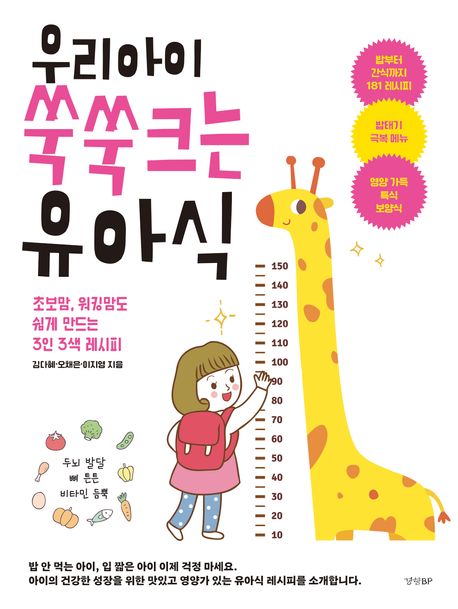 우리아이
쑥쑥크는
유아식
밥부터
간식까지
181 레시피
밥태기
극복 메뉴
영양 가득
특식
보양식
초보맘, 워킹맘도
쉽게 만드는
3인 3색 레시피
김다혜·오채은·이지영 지음
150
140
130
120
110
100
90
80
70
60
50
40
30
20
10
두뇌 발달
뼈 튼튼
비타민 듬뿍
밥 안 먹는 아이, 입 짧은 아이 이제 걱정 마세요.
아이의 건강한 성장을 위한 맛있고 영양가 있는 유아식 레시피를 소개합니다.
경향BP